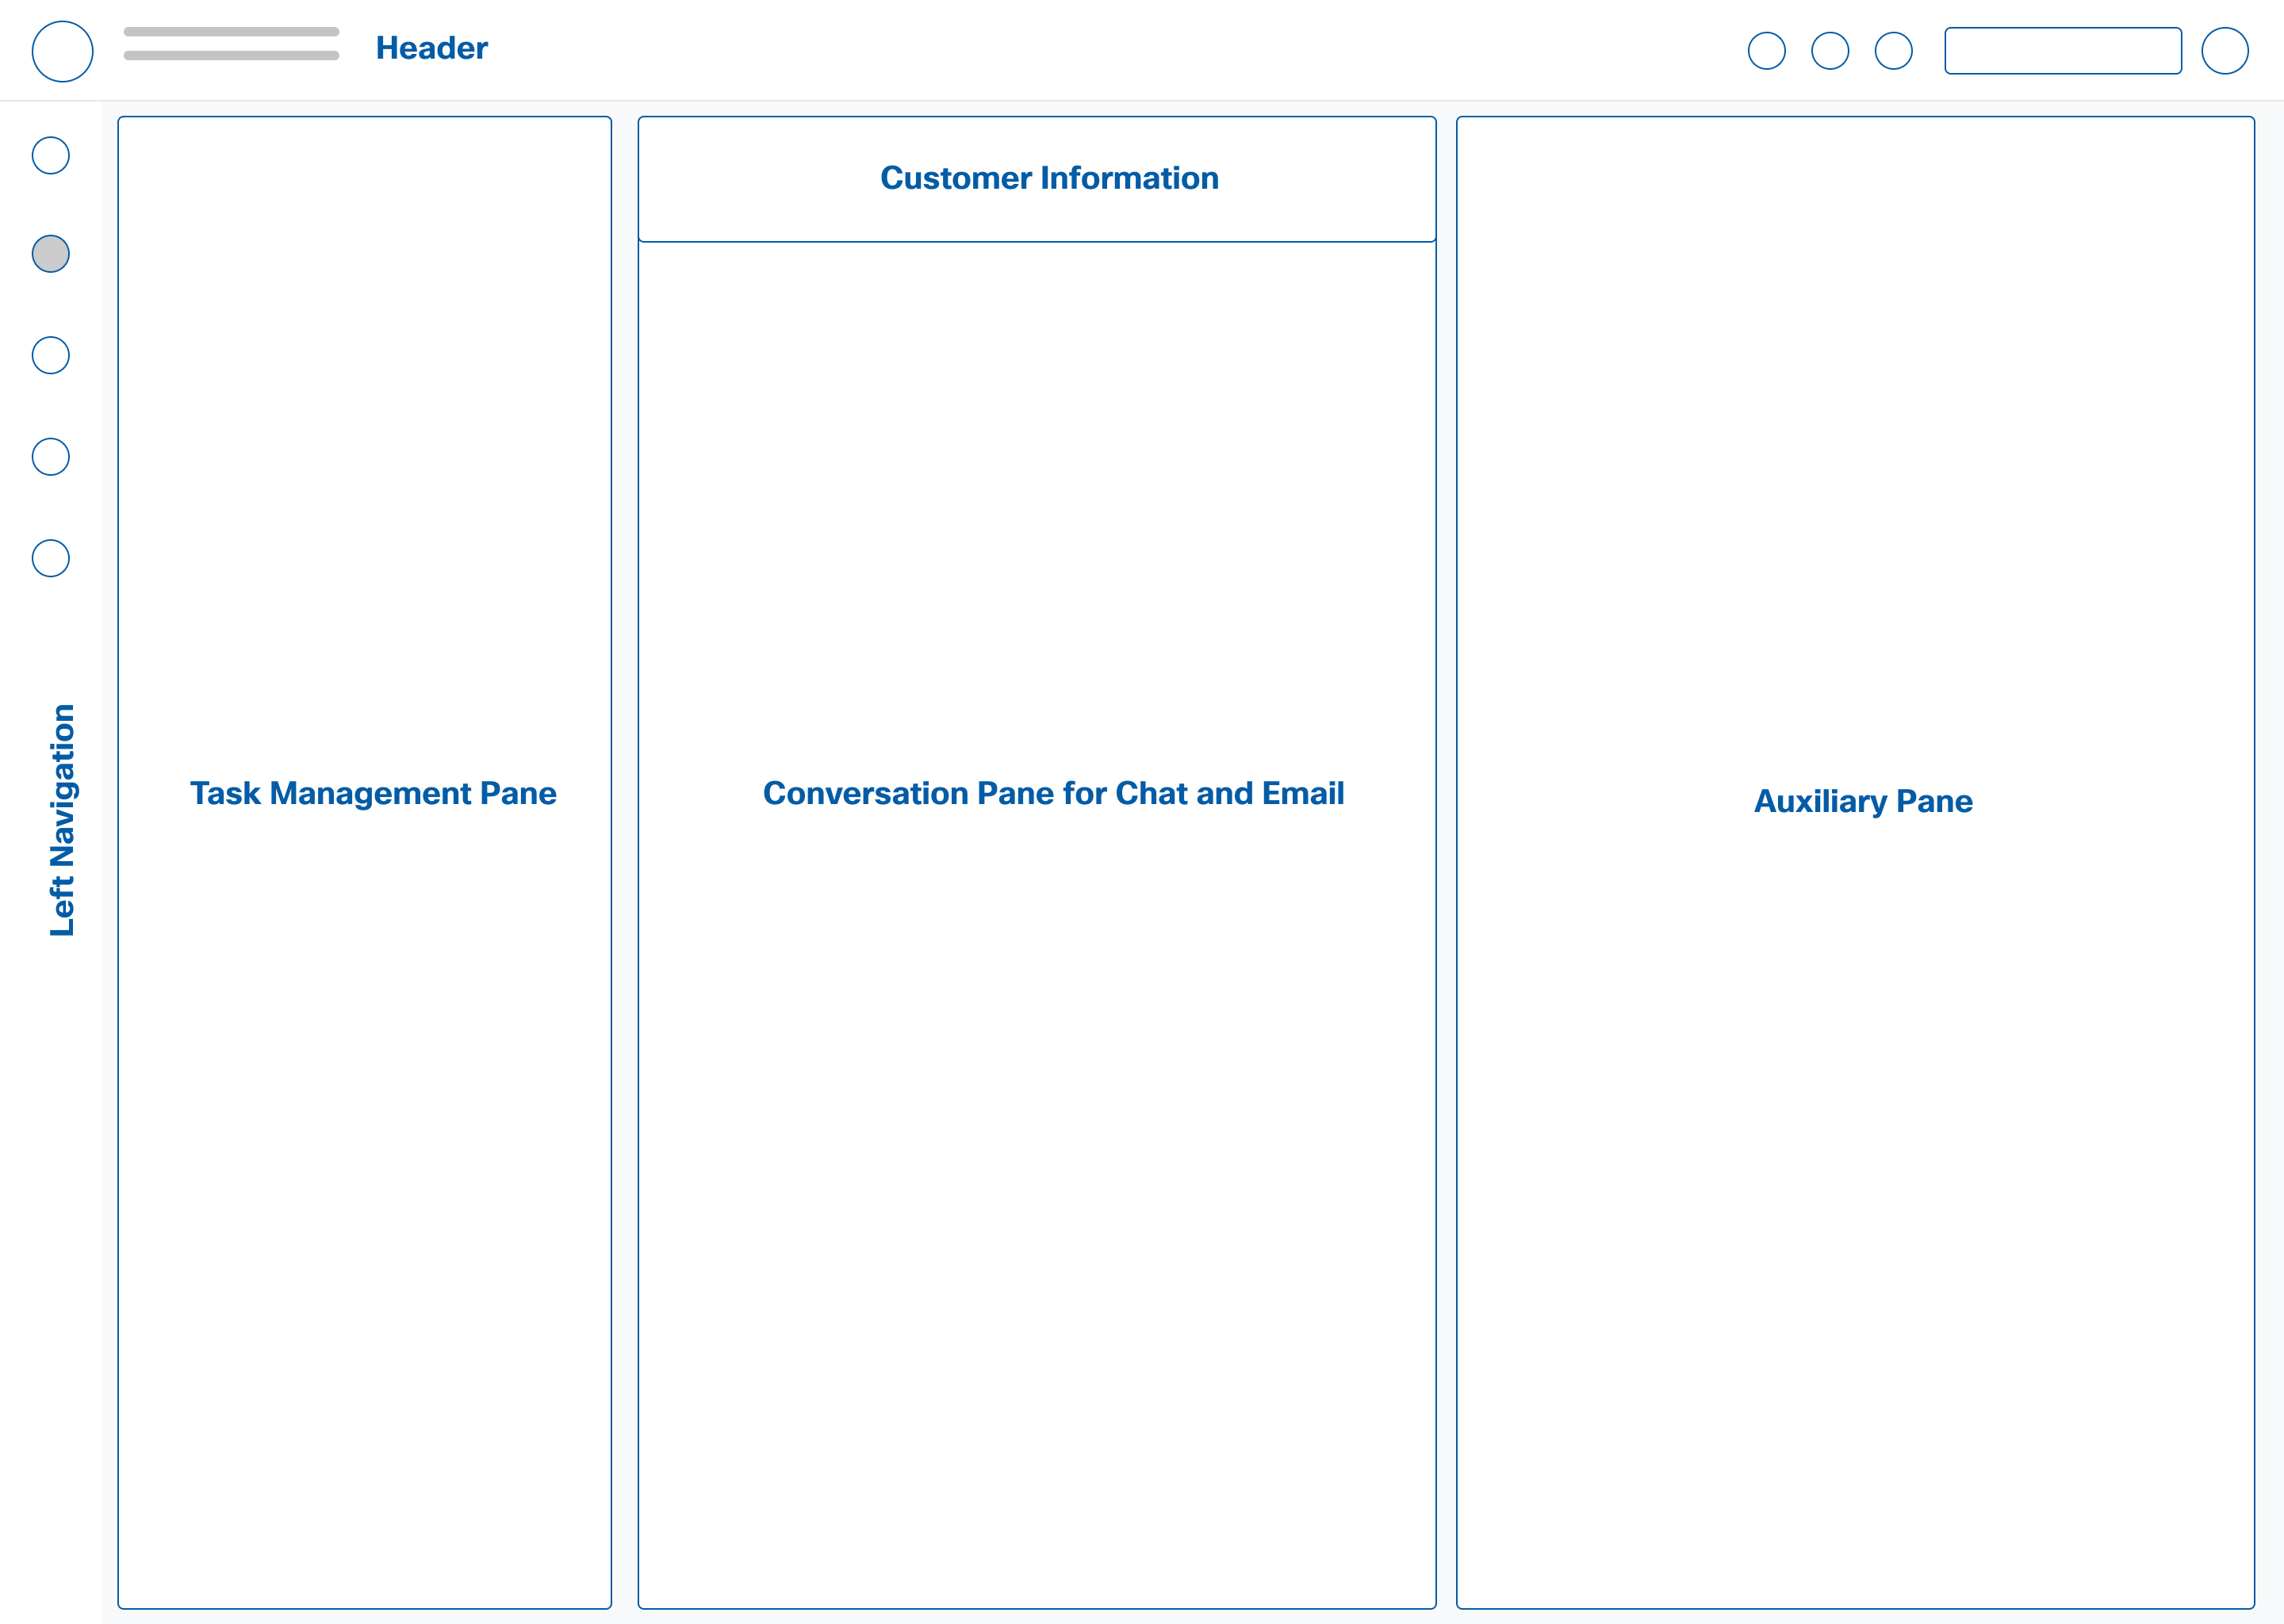 Header
Customer Information
Left Navigation
Task Management Pane
Conversation Pane for Chat and Email
Auxiliary Pane